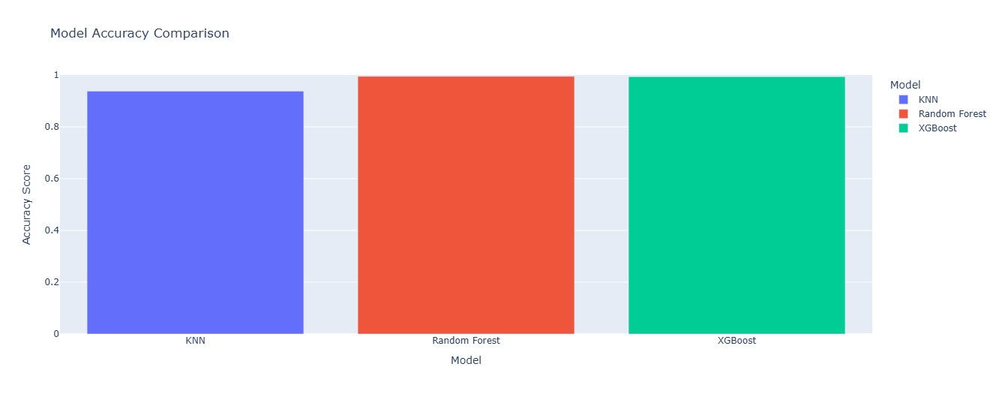 Model Accuracy Comparison
1
0.8
0.6
0.4
0.2
0
Accuracy Score
KNN
Random Forest
XGBoost
Model
Model
KNN
Random Forest
XGBoost